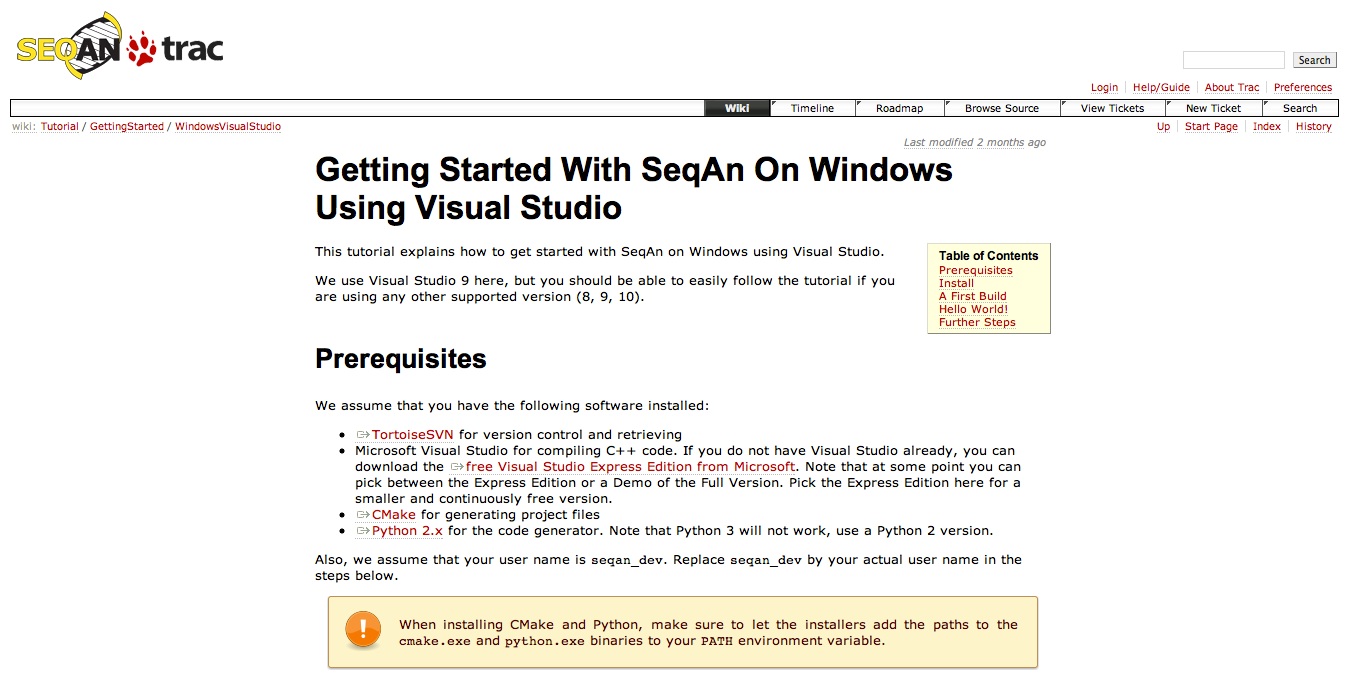 SEQAN trac
Search
Login Help/Guide About Trac Preferences
Wiki Timeline Roadmap Browse Source View Tickets New Ticket Search
wiki: Tutorial / GettingStarted / WindowsVisualStudio
Up Start Page Index History
Last modified 2 months ago
Getting Started With SeqAn On Windows
Using Visual Studio
This tutorial explains how to get started with SeqAn on Windows using Visual Studio.
We use Visual Studio 9 here, but you should be able to easily follow the tutorial if you
are using any other supported version (8, 9, 10).
Table of Contents
Prerequisites
Install
A First Build
Hello World!
Further Steps
Prerequisites
We assume that you have the following software installed:
• TortoiseSVN for version control and retrieving
• Microsoft Visual Studio for compiling C++ code. If you do not have Visual Studio already, you can
download the free Visual Studio Express Edition from Microsoft. Note that at some point you can
pick between the Express Edition or a Demo of the Full Version. Pick the Express Edition here for a
smaller and continuously free version.
• CMake for generating project files
• Python 2.x for the code generator. Note that Python 3 will not work, use a Python 2 version.
Also, we assume that your user name is seqan_dev. Replace seqan_dev by your actual user name in the
steps below.
When installing CMake and Python, make sure to let the installers add the paths to the
cmake.exe and python.exe binaries to your PATH environment variable.